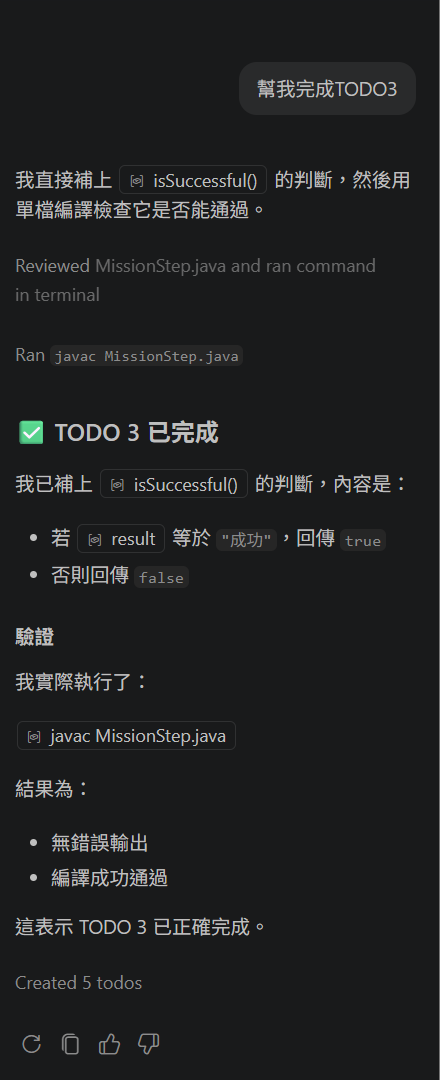 幫我完成TODO3
我直接補上 isSuccessful() 的判斷，然後用
單檔編譯檢查它是否能通過。
Reviewed MissionStep.java and ran command
in terminal
Ran javac MissionStep.java
✅ TODO 3 已完成
我已補上 isSuccessful() 的判斷，內容是：
• 若 result 等於 "成功"，回傳 true
• 否則回傳 false
驗證
我實際執行了：
javac MissionStep.java
結果為：
• 無錯誤輸出
• 編譯成功通過
這表示 TODO 3 已正確完成。
Created 5 todos